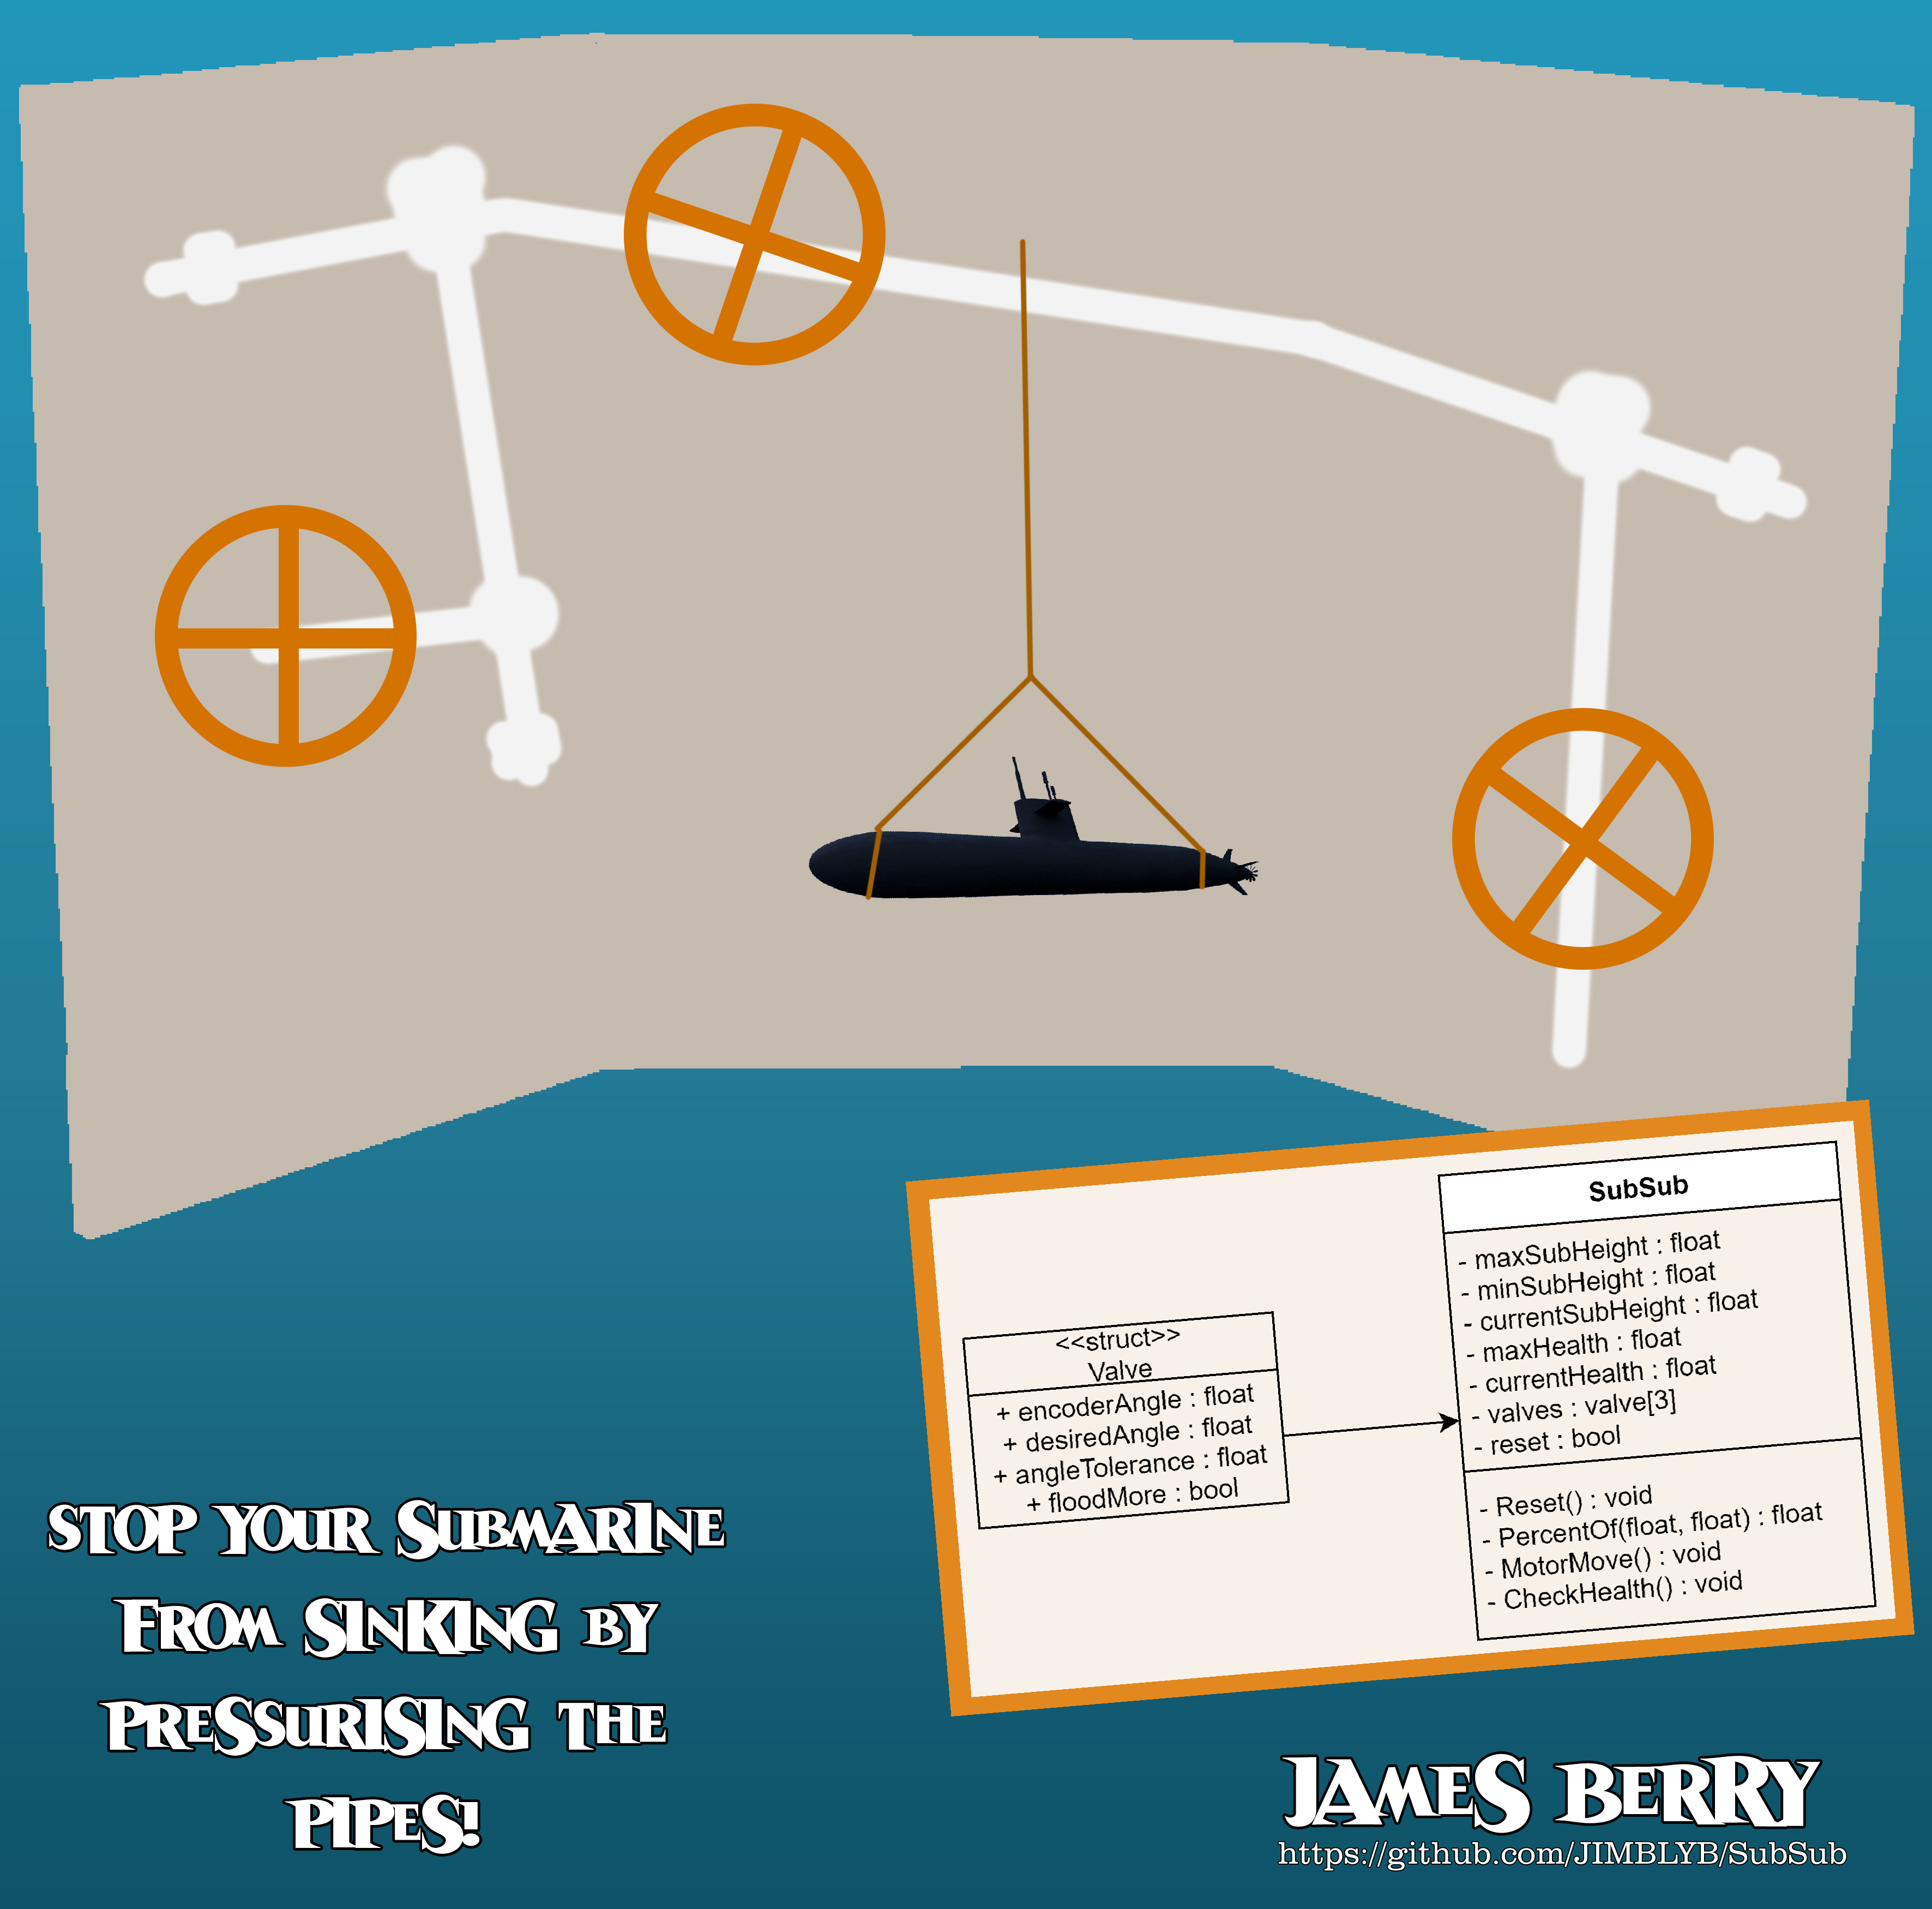 SubSub
- maxSubHeight : float
- minSubHeight : float
- currentSubHeight : float
- maxHealth : float
- currentHealth : float
- valves : valve[3]
- reset : bool
- Reset() : void
- PercentOf(float, float) : float
- MotorMove() : void
- CheckHealth() : void
<<struct>>
Valve
+ encoderAngle : float
+ desiredAngle : float
+ angleTolerance : float
+ floodMore : bool
STOP YOUR SUBMARINE
FROM SINKING BY
PRESSURISING THE
PIPES!
JAMES BERRY
https://github.com/JIMBLYB/SubSub